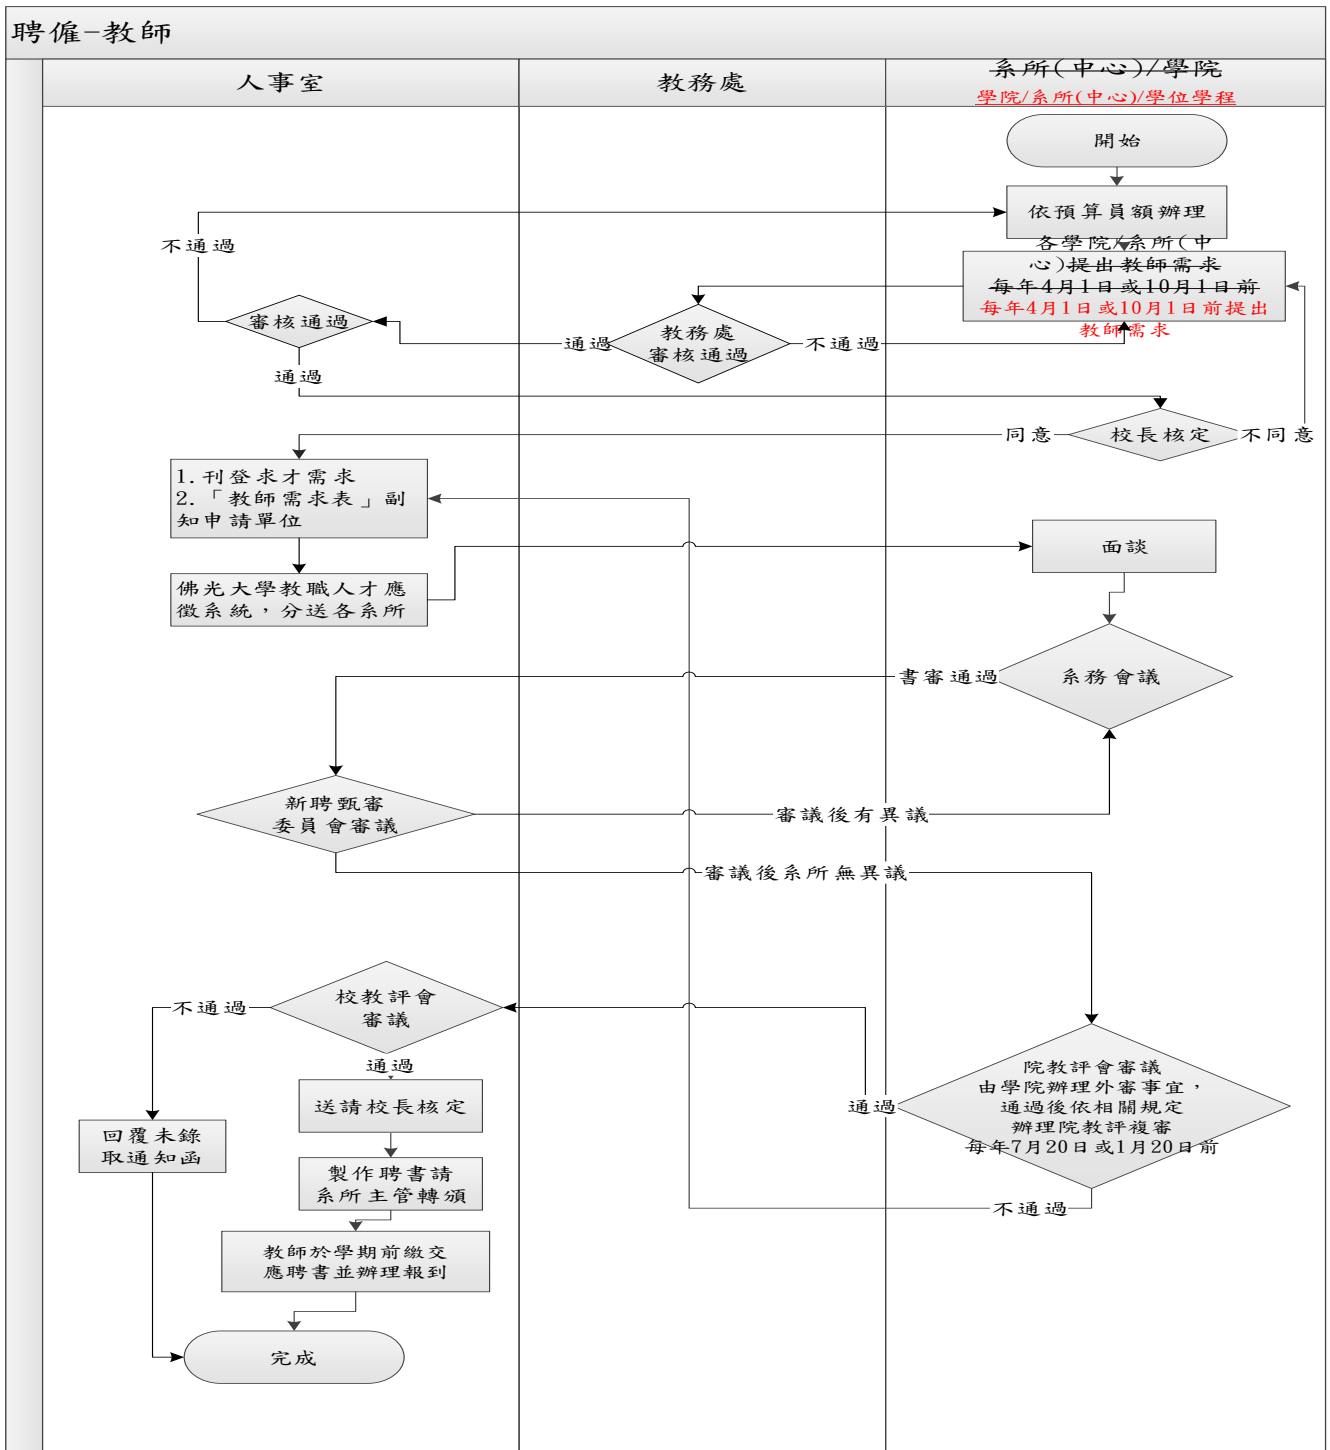 聘僱-教師
人事室
教務處
系所(中心)/學院
學院/系所(中心)/學位學程
開始
依預算員額辦理
各學院/系所(中
心)提出教師需求
每年4月1日或10月1日前
每年4月1日或10月1日前提出
教師需求
不通過
審核通過
通過
教務處
審核通過
不通過
通過
同意
校長核定
不同意
1.刊登求才需求
2.「教師需求表」副
知申請單位
面談
佛光大學教職人才應
徵系統，分送各系所
書審通過
系務會議
新聘甄審
委員會審議
審議後有異議
審議後系所無異議
不通過
校教評會
審議
通過
院教評會審議
由學院辦理外審事宜，
通過後依相關規定
辦理院教評複審
每年7月20日或1月20日前
通過
送請校長核定
回覆未錄
取通知函
製作聘書請
系所主管轉頒
不通過
教師於學期前繳交
應聘書並辦理報到
完成